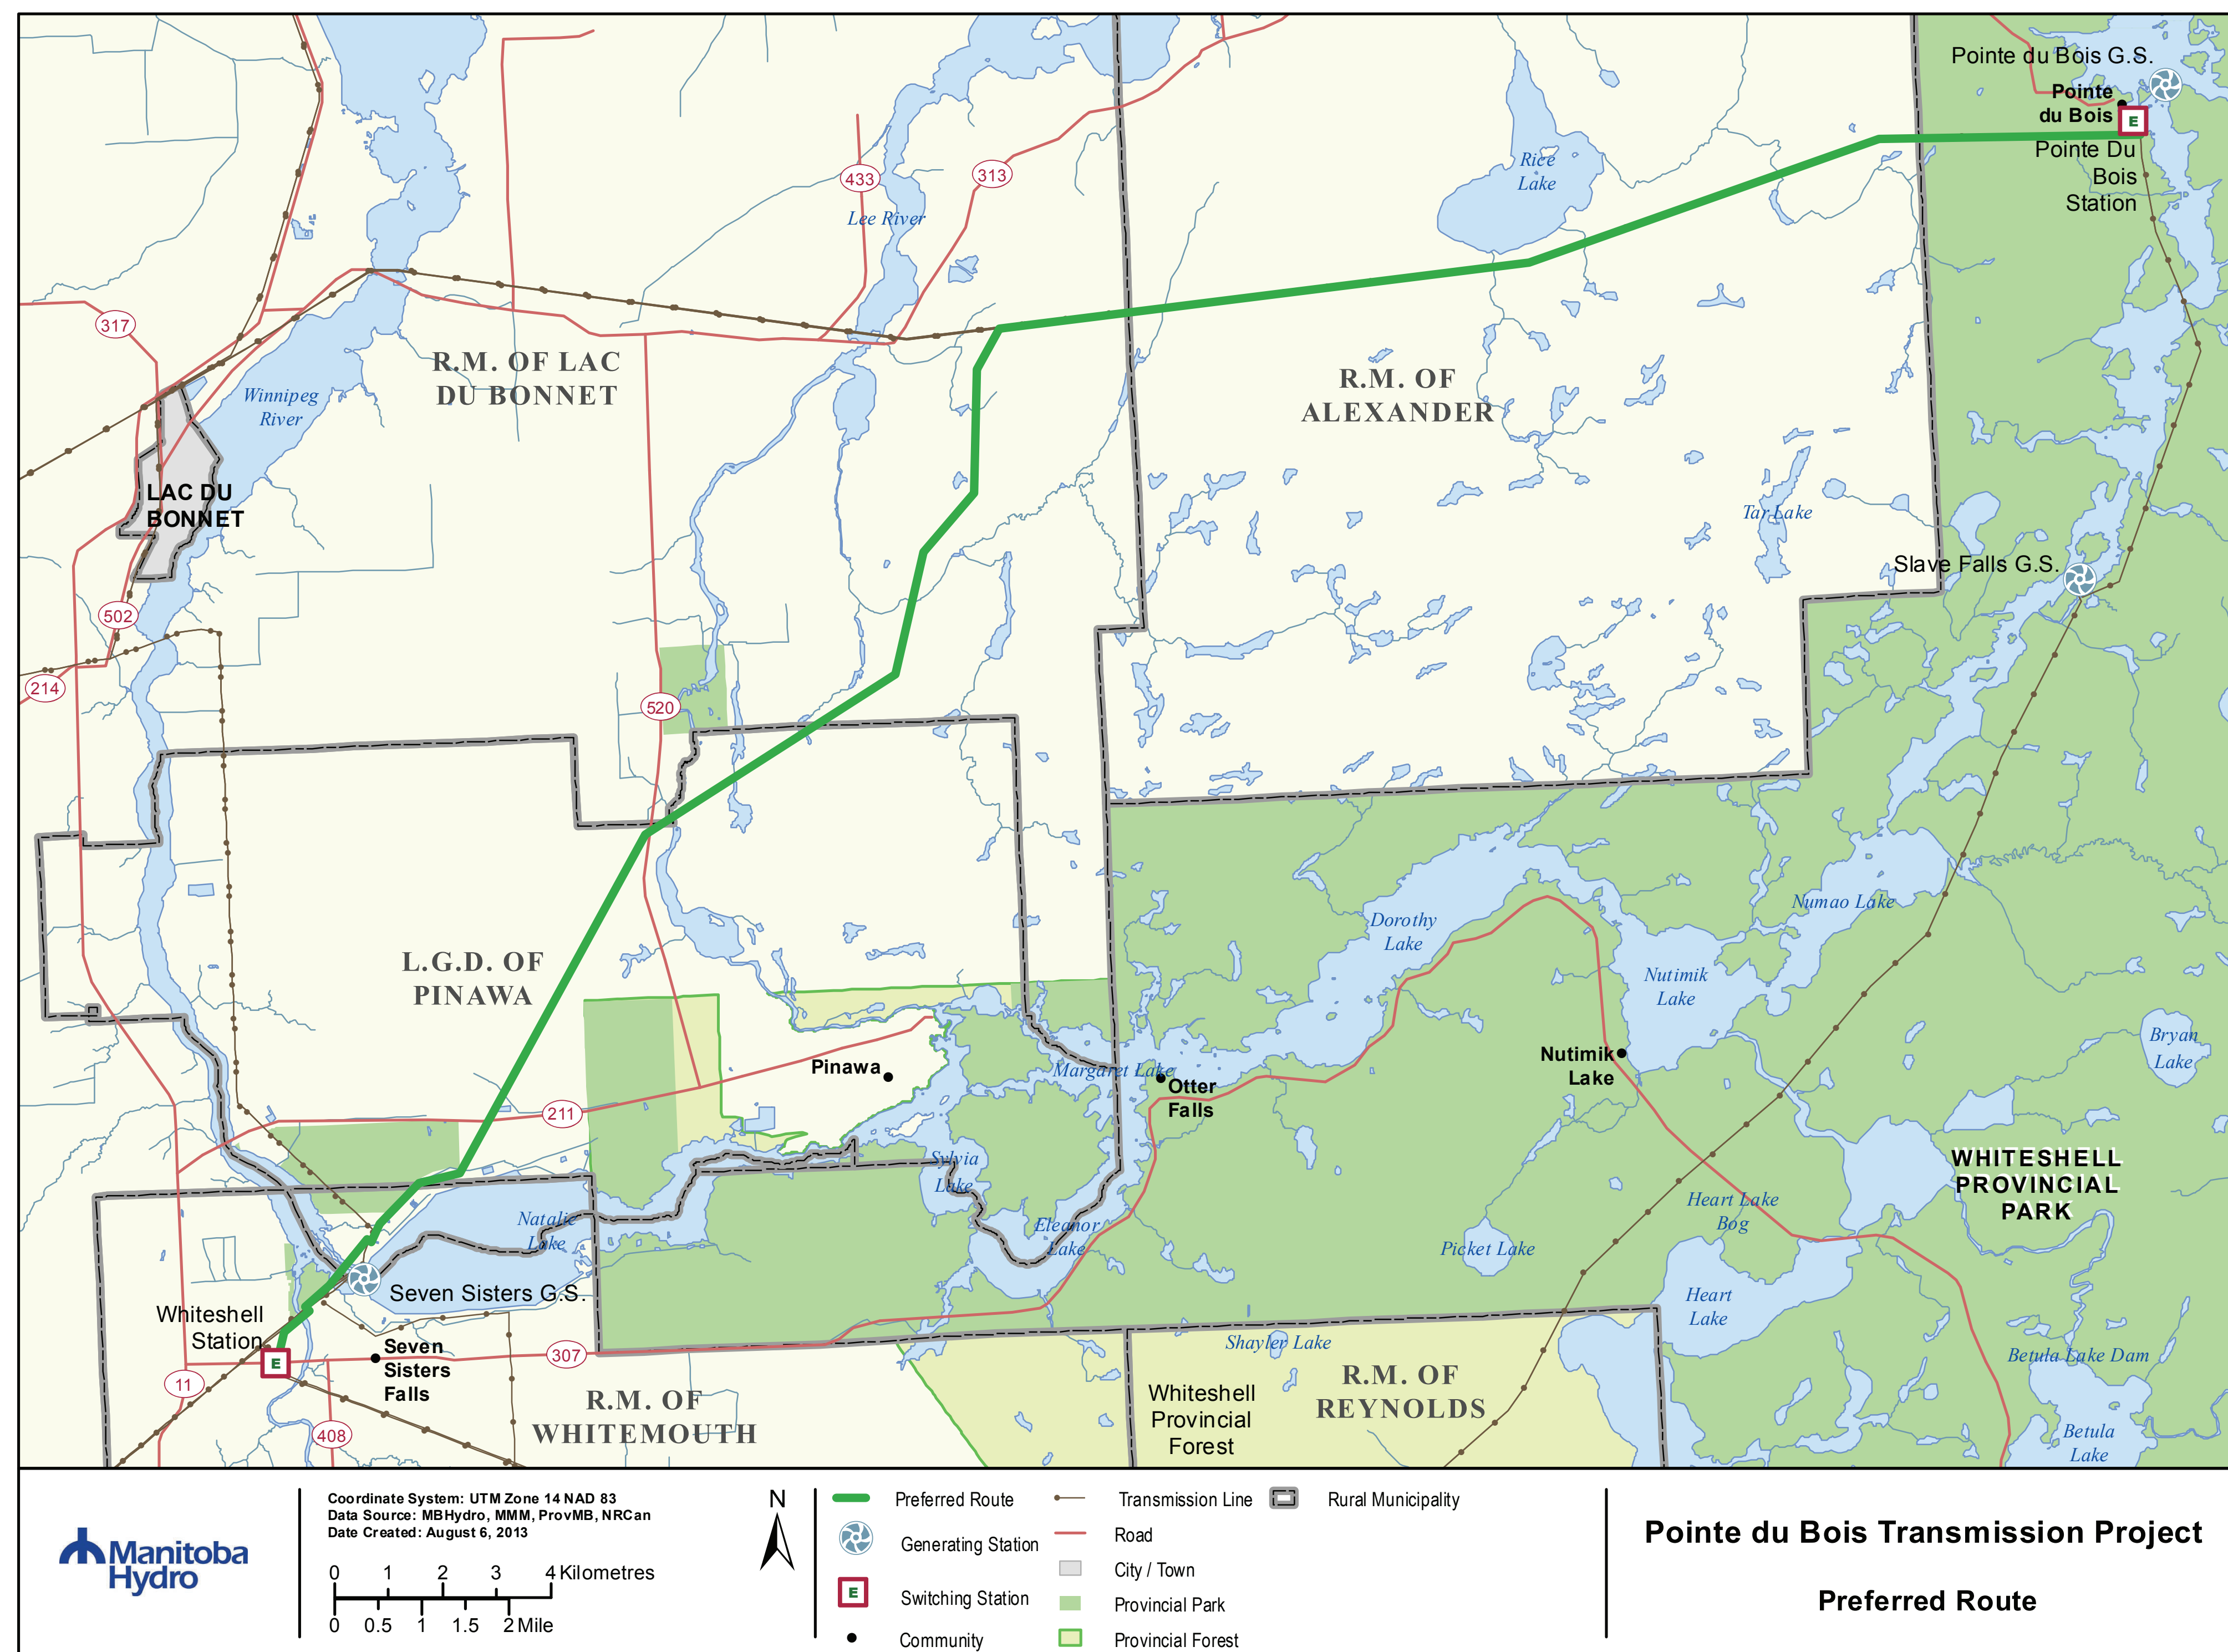 Pointe du Bois G.S.
Pointe
du Bois
E
Pointe Du
Bois
Station
Rice
Lake
433
313
Lee River
317
R.M. OF LAC
DU BONNET
Winnipeg
River
R.M. OF
ALEXANDER
LAC DU
BONNET
Tar Lake
Slave Falls G.S.
502
214
520
Numao Lake
Dorothy
Lake
L.G.D. OF
PINAWA
Nutimik
Lake
Bryan
Lake
Nutimik
Lake
Pinawa
Margaret Lake
Otter
Falls
211
WHITESHELL
PROVINCIAL
PARK
Sylvia
Lake
Heart Lake
Bog
Natalie
Lake
Eleanor
Lake
Picket Lake
Seven Sisters G.S.
Heart
Lake
Whiteshell
Station
E
Seven
Sisters
Falls
307
Shayler Lake
Betula Lake Dam
11
R.M. OF
WHITEMOUTH
Whiteshell
Provincial
Forest
R.M. OF
REYNOLDS
408
Betula
Lake
Manitoba
Hydro
Coordinate System: UTM Zone 14 NAD 83
Data Source: MBHydro, MMM, ProvMB, NRCan
Date Created: August 6, 2013
0 1 2 3 4 Kilometres
0 0.5 1 1.5 2 Mile
N
Preferred Route
Generating Station
E Switching Station
Community
Transmission Line
Road
City / Town
Provincial Park
Provincial Forest
Rural Municipality
Pointe du Bois Transmission Project
Preferred Route